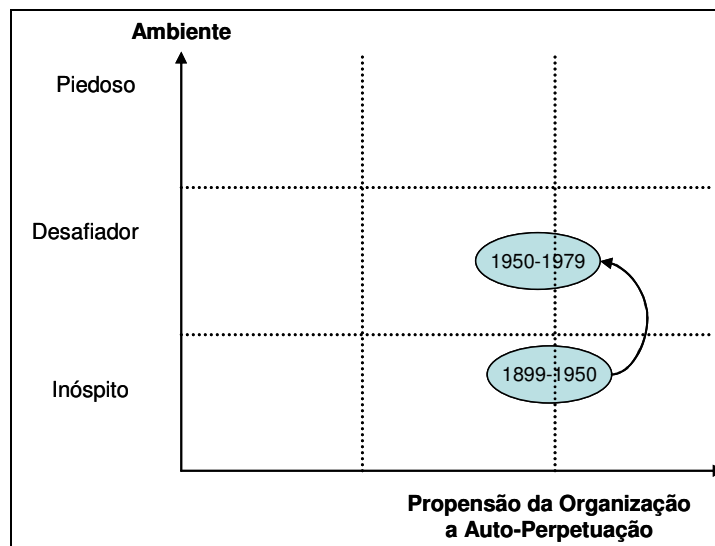 Ambiente
Piedoso
Desafiador
1950-1979
1899-1950
Inóspito
Propensão da Organização
a Auto-Perpetuação